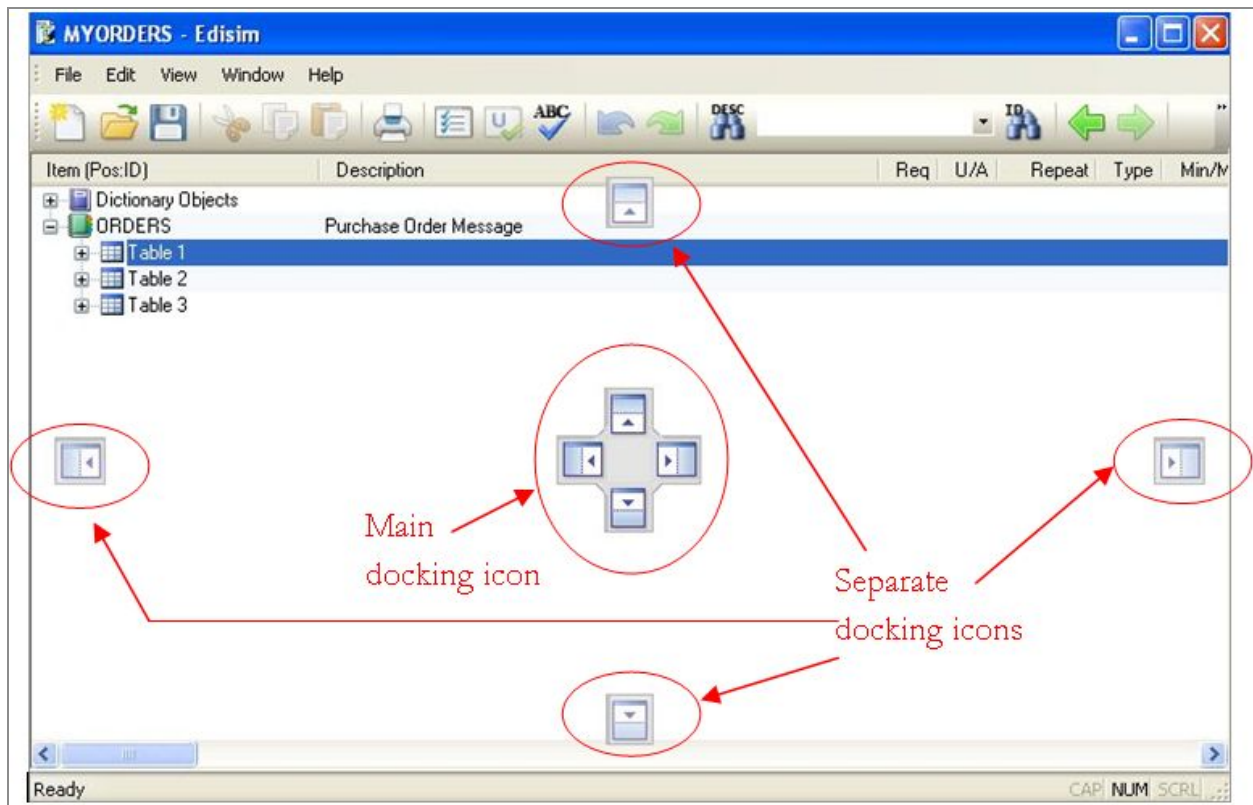 MYORDERS - Edisim
File Edit View Window Help
ABC DESC ID
Item (Pos:ID) Description Req U/A Repeat Type Min/M
Dictionary Objects
ORDERS Purchase Order Message
Table 1
Table 2
Table 3
Main
docking icon
Separate
docking icons
Ready CAP NUM SCRL